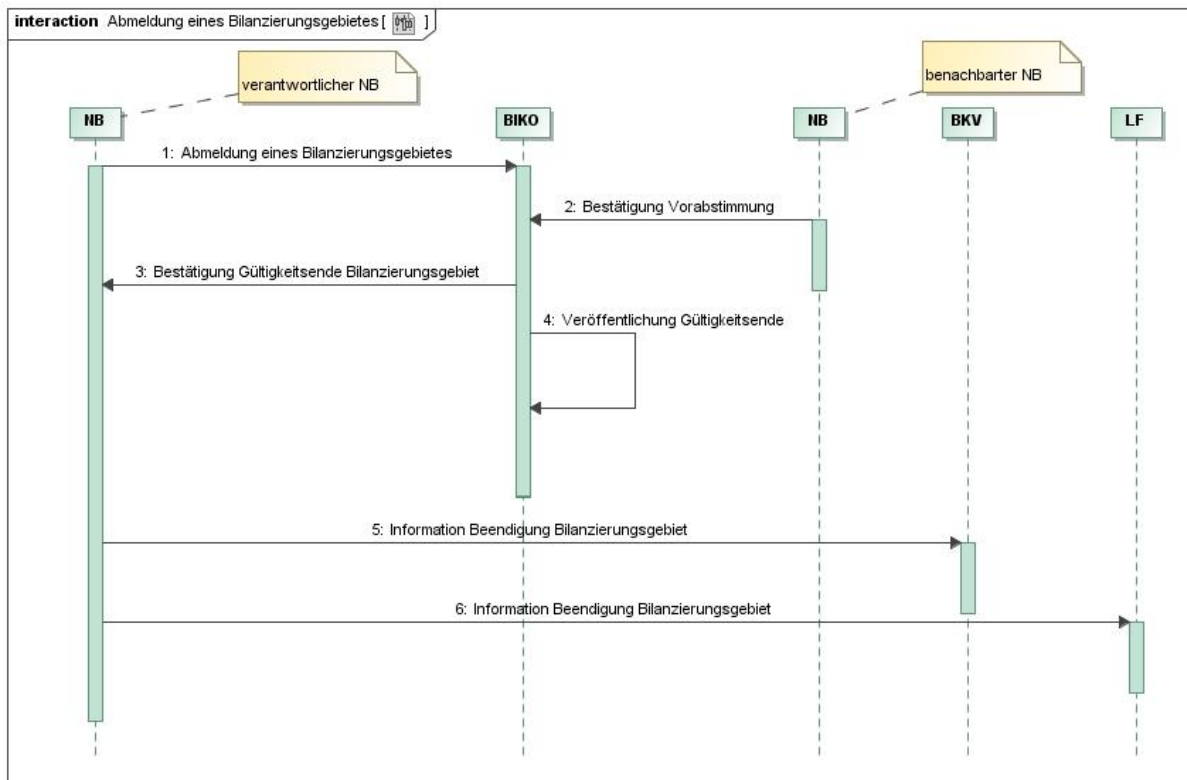 interaction Abmeldung eines Bilanzierungsgebietes [ ]
verantwortlicher NB
benachbarter NB
NB
BIKO
NB
BKV
LF
1: Abmeldung eines Bilanzierungsgebietes
2: Bestätigung Vorabstimmung
3: Bestätigung Gültigkeitsende Bilanzierungsgebiet
4: Veröffentlichung Gültigkeitsende
5: Information Beendigung Bilanzierungsgebiet
6: Information Beendigung Bilanzierungsgebiet